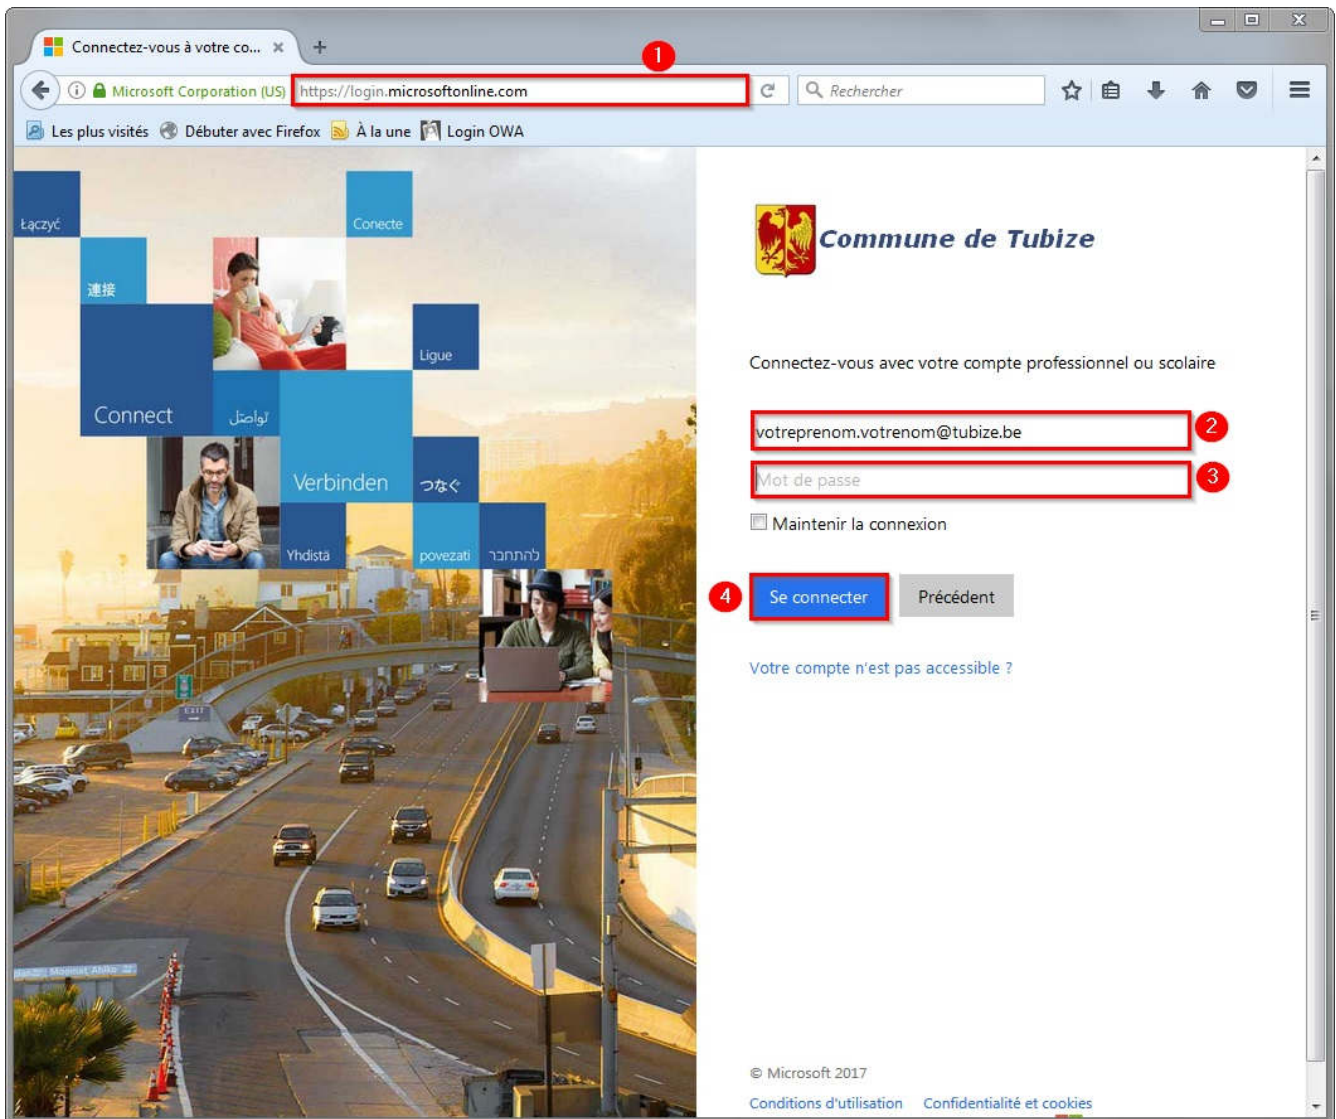 Connectez-vous à votre co...
1
Microsoft Corporation (US)
https://login.microsoftonline.com
Rechercher
Les plus visités
Débuter avec Firefox
À la une
Login OWA
Łączyć
Conecte
連接
Ligue
Connect
تواصل
Verbinden
つなぐ
Yhdistä
povezati
להתחבר
EXIT
Commune de Tubize
Connectez-vous avec votre compte professionnel ou scolaire
votreprenom.votrenom@tubize.be
2
Mot de passe
3
Maintenir la connexion
4
Se connecter
Précédent
Votre compte n'est pas accessible ?
© Microsoft 2017
Conditions d'utilisation
Confidentialité et cookies